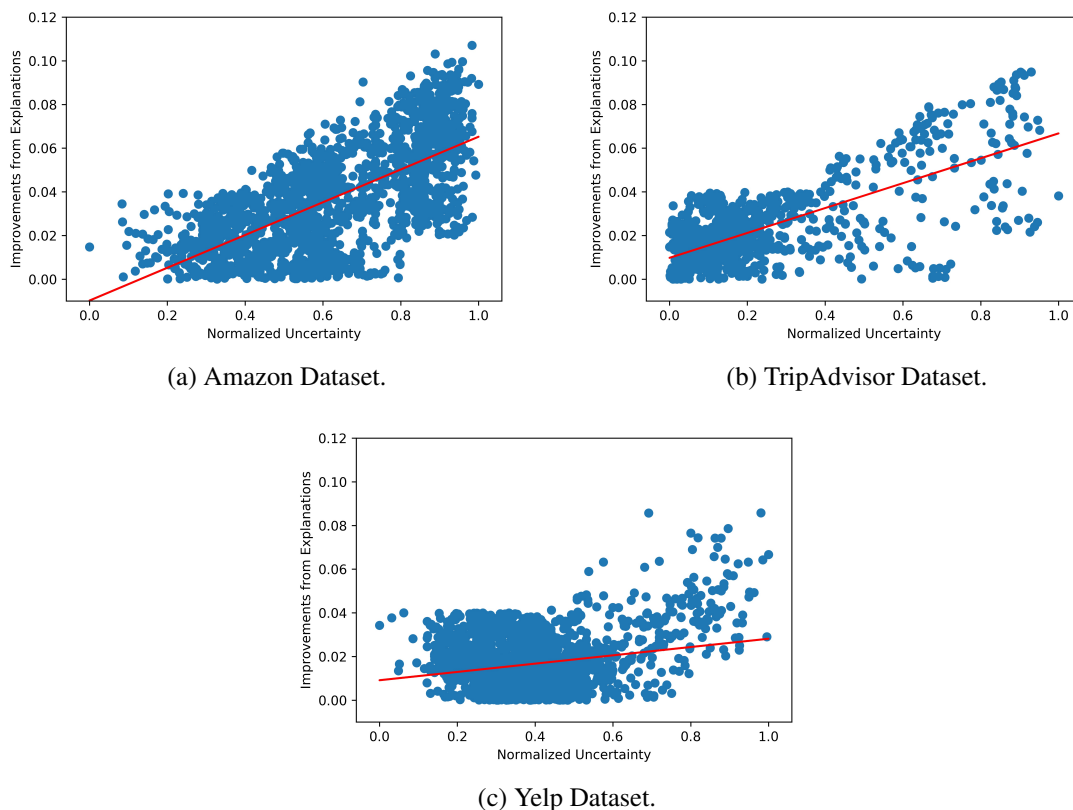 0.12
0.10
0.08
0.06
0.04
0.02
0.00
Improvements from Explanations
0.0 0.2 0.4 0.6 0.8 1.0
Normalized Uncertainty
(a) Amazon Dataset.
0.12
0.10
0.08
0.06
0.04
0.02
0.00
Improvements from Explanations
0.0 0.2 0.4 0.6 0.8 1.0
Normalized Uncertainty
(b) TripAdvisor Dataset.
0.12
0.10
0.08
0.06
0.04
0.02
0.00
Improvements from Explanations
0.0 0.2 0.4 0.6 0.8 1.0
Normalized Uncertainty
(c) Yelp Dataset.